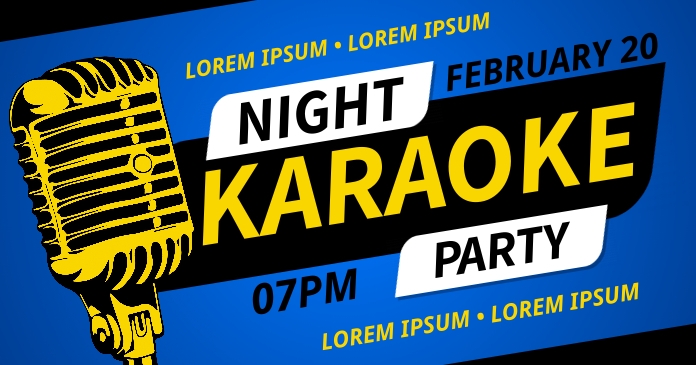 LOREM IPSUM • LOREM IPSUM
FEBRUARY 20
NIGHT
KARAOKE
PARTY
07PM
LOREM IPSUM • LOREM IPSUM